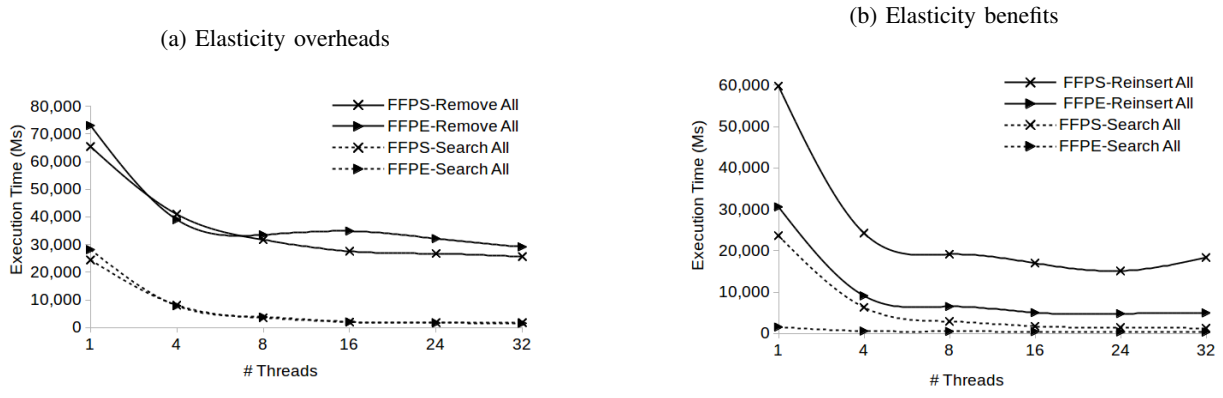 (a) Elasticity overheads
FFPS-Remove All
FFPE-Remove All
FFPS-Search All
FFPE-Search All
80,000
70,000
60,000
50,000
40,000
30,000
20,000
10,000
0
Execution Time (Ms)
1 4 8 16 24 32
# Threads
(b) Elasticity benefits
FFPS-Reinsert All
FFPE-Reinsert All
FFPS-Search All
FFPE-Search All
60,000
50,000
40,000
30,000
20,000
10,000
0
Execution Time (Ms)
1 4 8 16 24 32
# Threads